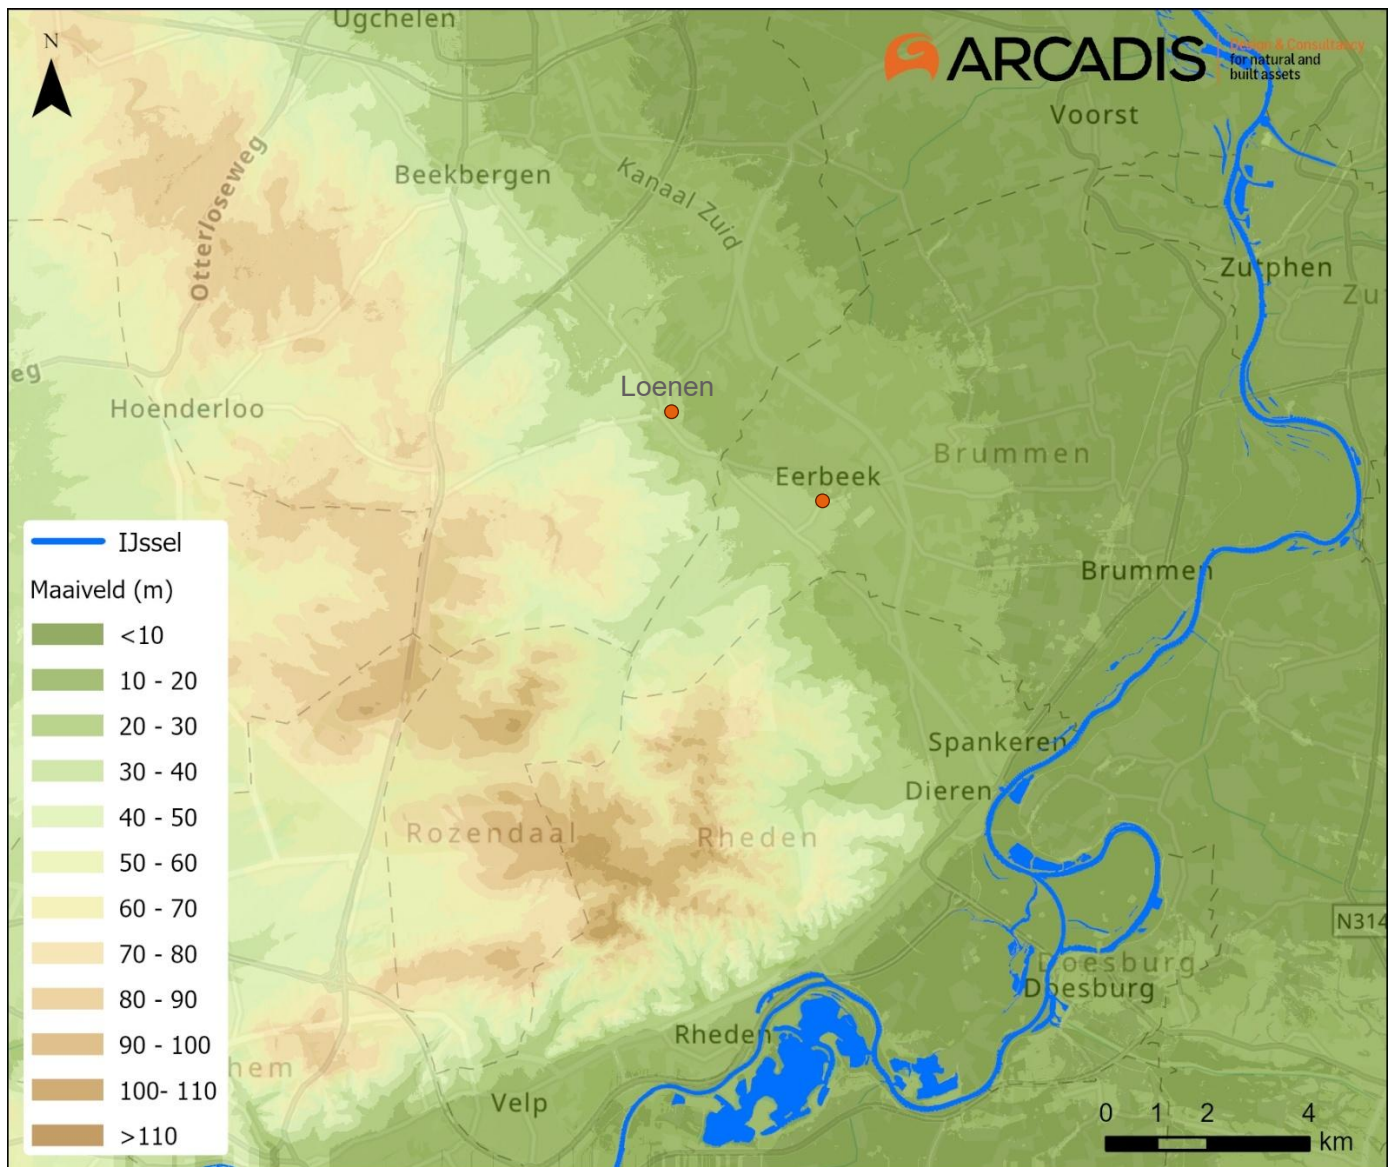 Ugchelen
N
ARCADIS
Design & Consultancy
for natural and
built assets
Voorst
Otterloseweg
Beekbergen
Kanaal Zuid
Zutphen
Zut
eg
Loenen
Hoenderloo
Brummen
Eerbeek
IJssel
Brummen
Maaiveld (m)
<10
10 - 20
20 - 30
30 - 40
40 - 50
50 - 60
60 - 70
70 - 80
80 - 90
90 - 100
100- 110
>110
Spankeren
Dieren
Rozendaal
Rheden
N314
Doesburg
Doesburg
Rheden
hem
Velp
0 1 2 4
km